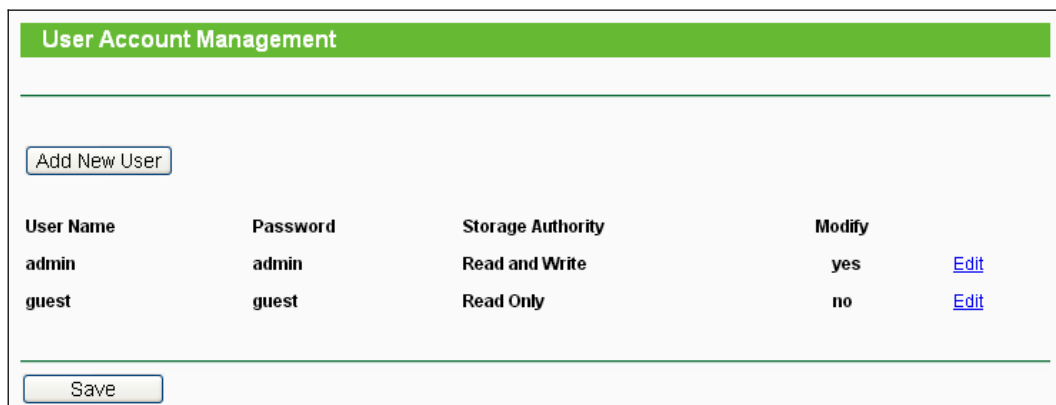 User Account Management
Add New User
User Name Password Storage Authority Modify
admin admin Read and Write yes Edit
guest guest Read Only no Edit
Save